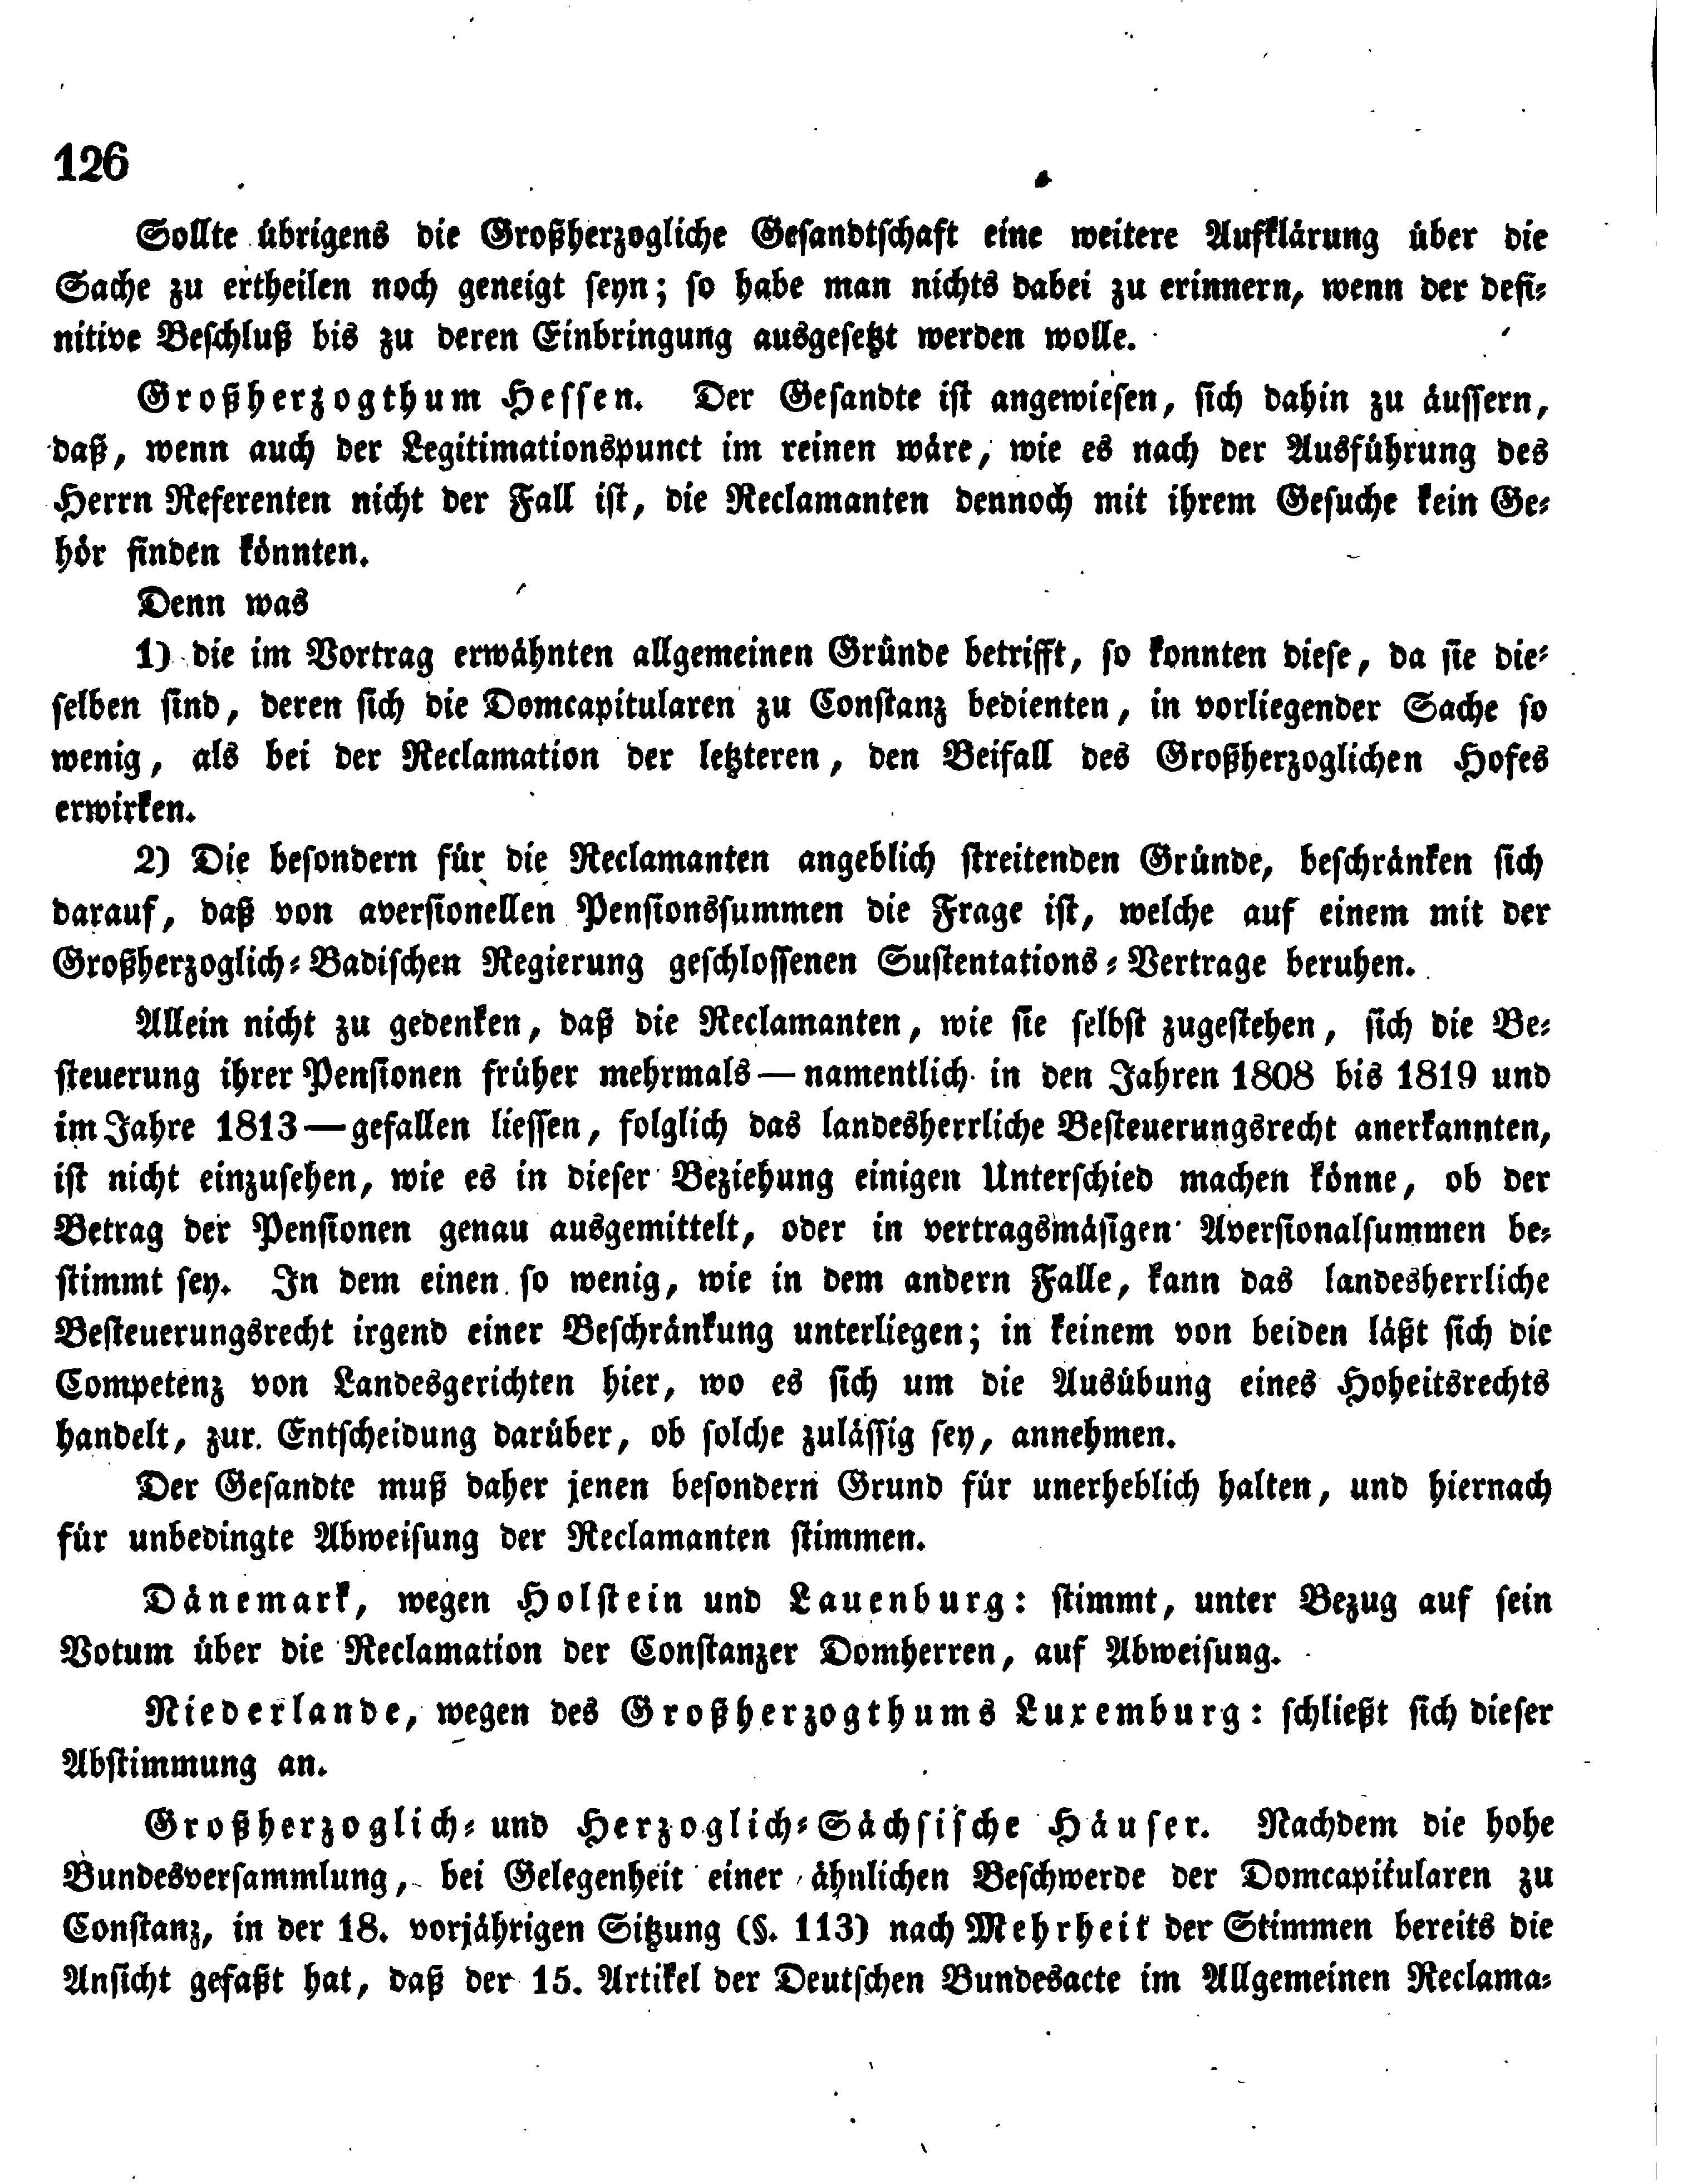 126
Sollte übrigens die Großherzogliche Gesandtschaft eine weitere Aufklärung über die
Sache zu ertheilen noch geneigt seyn; so habe man nichts dabei zu erinnern, wenn der defi-
nitive Beschluß bis zu deren Einbringung ausgesetzt werden wolle.
Großherzogthum Hessen. Der Gesandte ist angewiesen, sich dahin zu äussern,
daß, wenn auch der Legitimationspunct im reinen wäre, wie es nach der Ausführung des
Herrn Referenten nicht der Fall ist, die Reclamanten dennoch mit ihrem Gesuche kein Ge-
hör finden könnten.
Denn was
1) die im Vortrag erwähnten allgemeinen Gründe betrifft, so konnten diese, da sie die-
selben sind, deren sich die Domcapitularen zu Constanz bedienten, in vorliegender Sache so
wenig, als bei der Reclamation der letzteren, den Beifall des Großherzoglichen Hofes
erwirken.
2) Die besondern für die Reclamanten angeblich streitenden Gründe, beschränken sich
darauf, daß von aversionellen Pensionssummen die Frage ist, welche auf einem mit der
Großherzoglich-Badischen Regierung geschlossenen Sustentations-Vertrage beruhen.
Allein nicht zu gedenken, daß die Reclamanten, wie sie selbst zugestehen, sich die Be-
steuerung ihrer Pensionen früher mehrmals — namentlich in den Jahren 1808 bis 1819 und
im Jahre 1813 — gefallen liessen, folglich das landesherrliche Besteuerungsrecht anerkannten,
ist nicht einzusehen, wie es in dieser Beziehung einigen Unterschied machen könne, ob der
Betrag der Pensionen genau ausgemittelt, oder in vertragsmäsigen Aversionalsummen be-
stimmt sey. In dem einen so wenig, wie in dem andern Falle, kann das landesherrliche
Besteuerungsrecht irgend einer Beschränkung unterliegen; in keinem von beiden läßt sich die
Competenz von Landesgerichten hier, wo es sich um die Ausübung eines Hoheitsrechts
handelt, zur Entscheidung darüber, ob solche zulässig sey, annehmen.
Der Gesandte muß daher jenen besondern Grund für unerheblich halten, und hiernach
für unbedingte Abweisung der Reclamanten stimmen.
Dänemark, wegen Holstein und Lauenburg: stimmt, unter Bezug auf sein
Votum über die Reclamation der Constanzer Domherren, auf Abweisung.
Niederlande, wegen des Großherzogthums Luxemburg: schließt sich dieser
Abstimmung an.
Großherzoglich- und Herzoglich-Sächsische Häuser. Nachdem die hohe
Bundesversammlung, bei Gelegenheit einer ähnlichen Beschwerde der Domcapitularen zu
Constanz, in der 18. vorjährigen Sitzung (§. 113) nach Mehrheit der Stimmen bereits die
Ansicht gefaßt hat, daß der 15. Artikel der Deutschen Bundesacte im Allgemeinen Reclama-